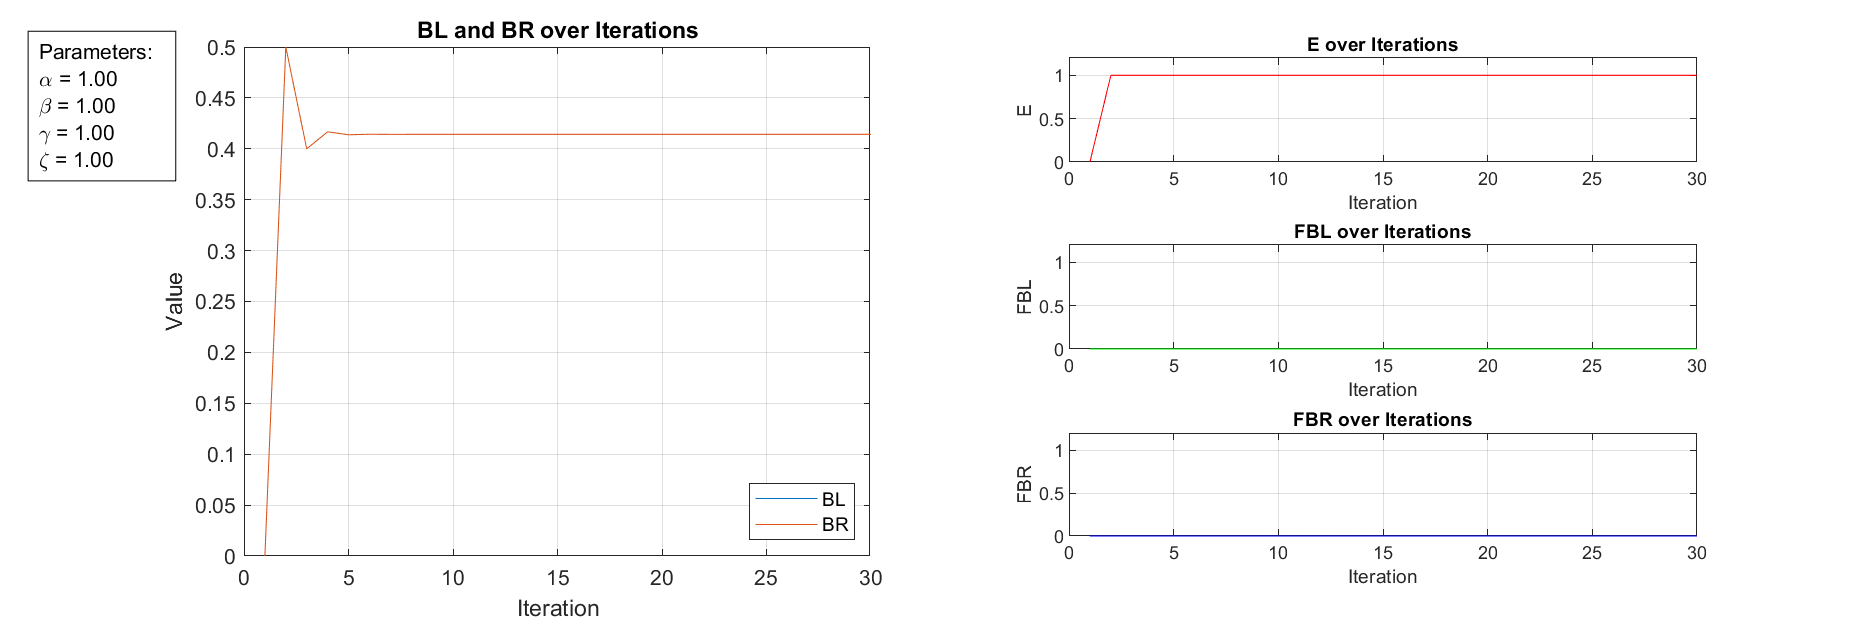 Parameters:
α = 1.00
β = 1.00
γ = 1.00
ζ = 1.00
BL and BR over Iterations
0.5
0.45
0.4
0.35
0.3
0.25
0.2
0.15
0.1
0.05
0
Value
0 5 10 15 20 25 30
Iteration
BL
BR
E over Iterations
1
0.5
0
E
0 5 10 15 20 25 30
Iteration
FBL over Iterations
1
0.5
0
FBL
0 5 10 15 20 25 30
Iteration
FBR over Iterations
1
0.5
0
FBR
0 5 10 15 20 25 30
Iteration